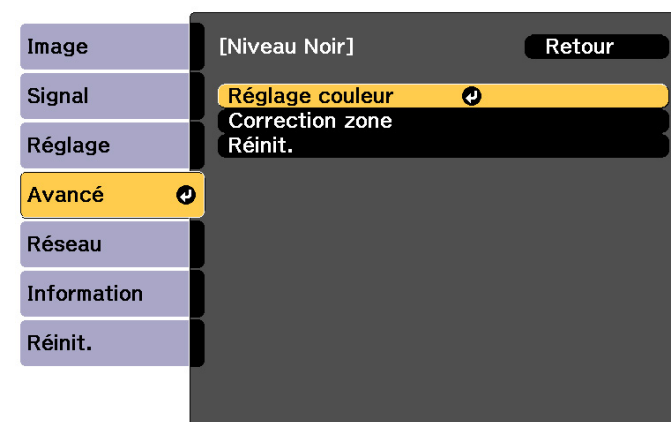 Image
Signal
Réglage
Avancé
Réseau
Information
Réinit.
[Niveau Noir] Retour
Réglage couleur
Correction zone
Réinit.